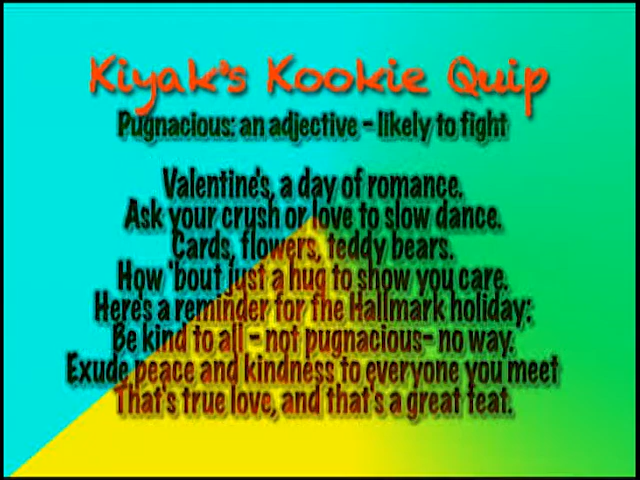 Kiyak's Kookie Quip
Pugnacious: an adjective - likely to fight
Valentine's, a day of romance.
Ask your crush or love to slow dance.
Cards, flowers, teddy bears.
How 'bout just a hug to show you care.
Here's a reminder for the Hallmark holiday:
Be kind to all - not pugnacious- no way.
Exude peace and kindness to everyone you meet
That's true love, and that's a great feat.